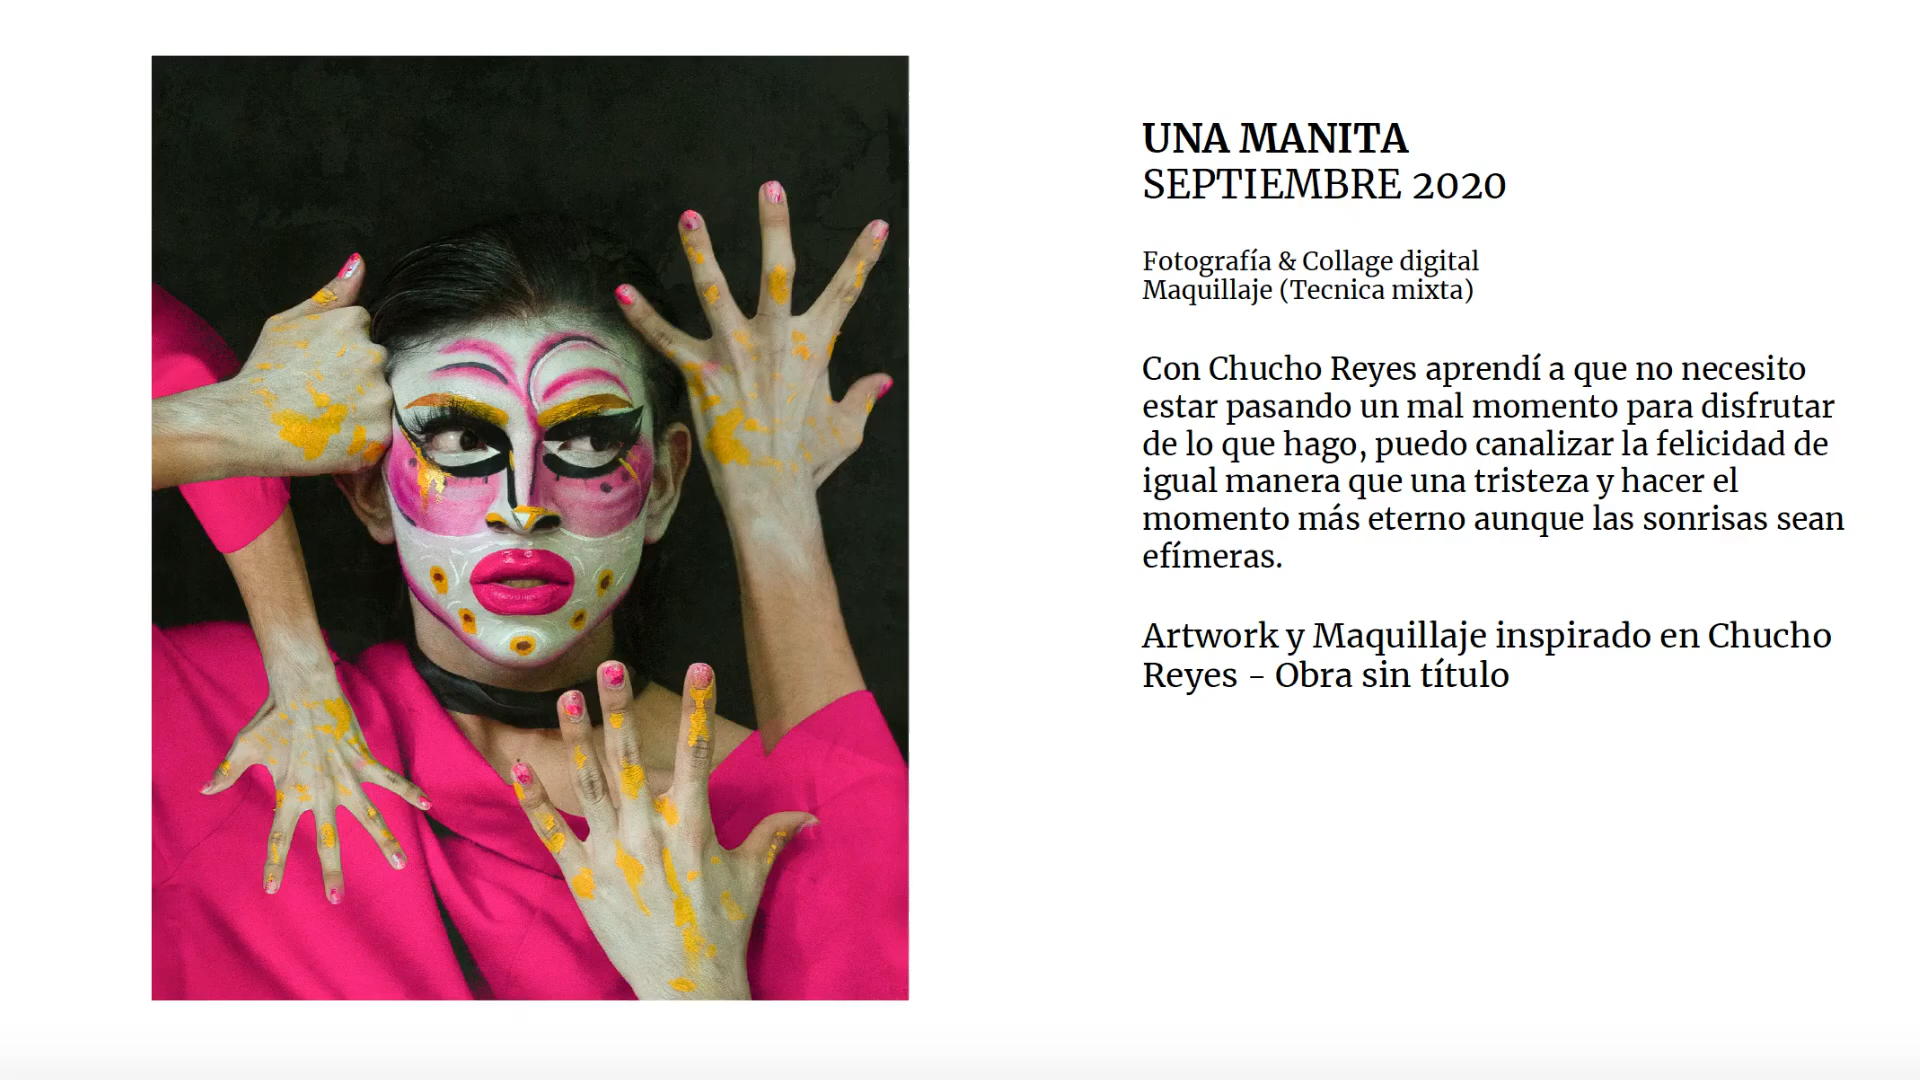 UNA MANITA
SEPTIEMBRE 2020
Fotografía & Collage digital
Maquillaje (Tecnica mixta)
Con Chucho Reyes aprendí a que no necesito
estar pasando un mal momento para disfrutar
de lo que hago, puedo canalizar la felicidad de
igual manera que una tristeza y hacer el
momento más eterno aunque las sonrisas sean
efímeras.
Artwork y Maquillaje inspirado en Chucho
Reyes - Obra sin título